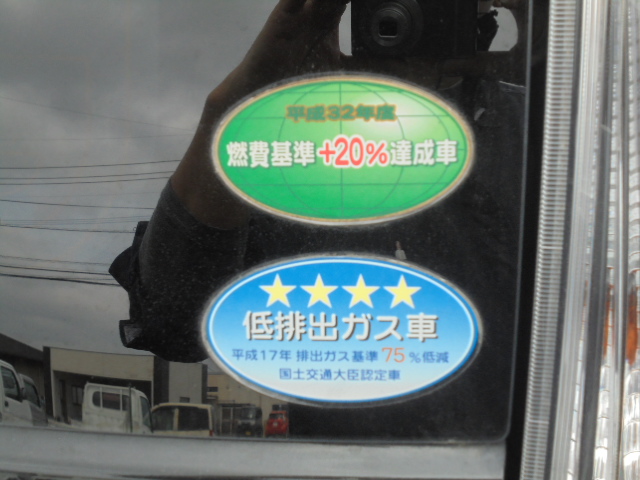 平成32年度
燃費基準+20%達成車
★★★★
低排出ガス車
平成17年 排出ガス基準75%低減
国土交通大臣認定車